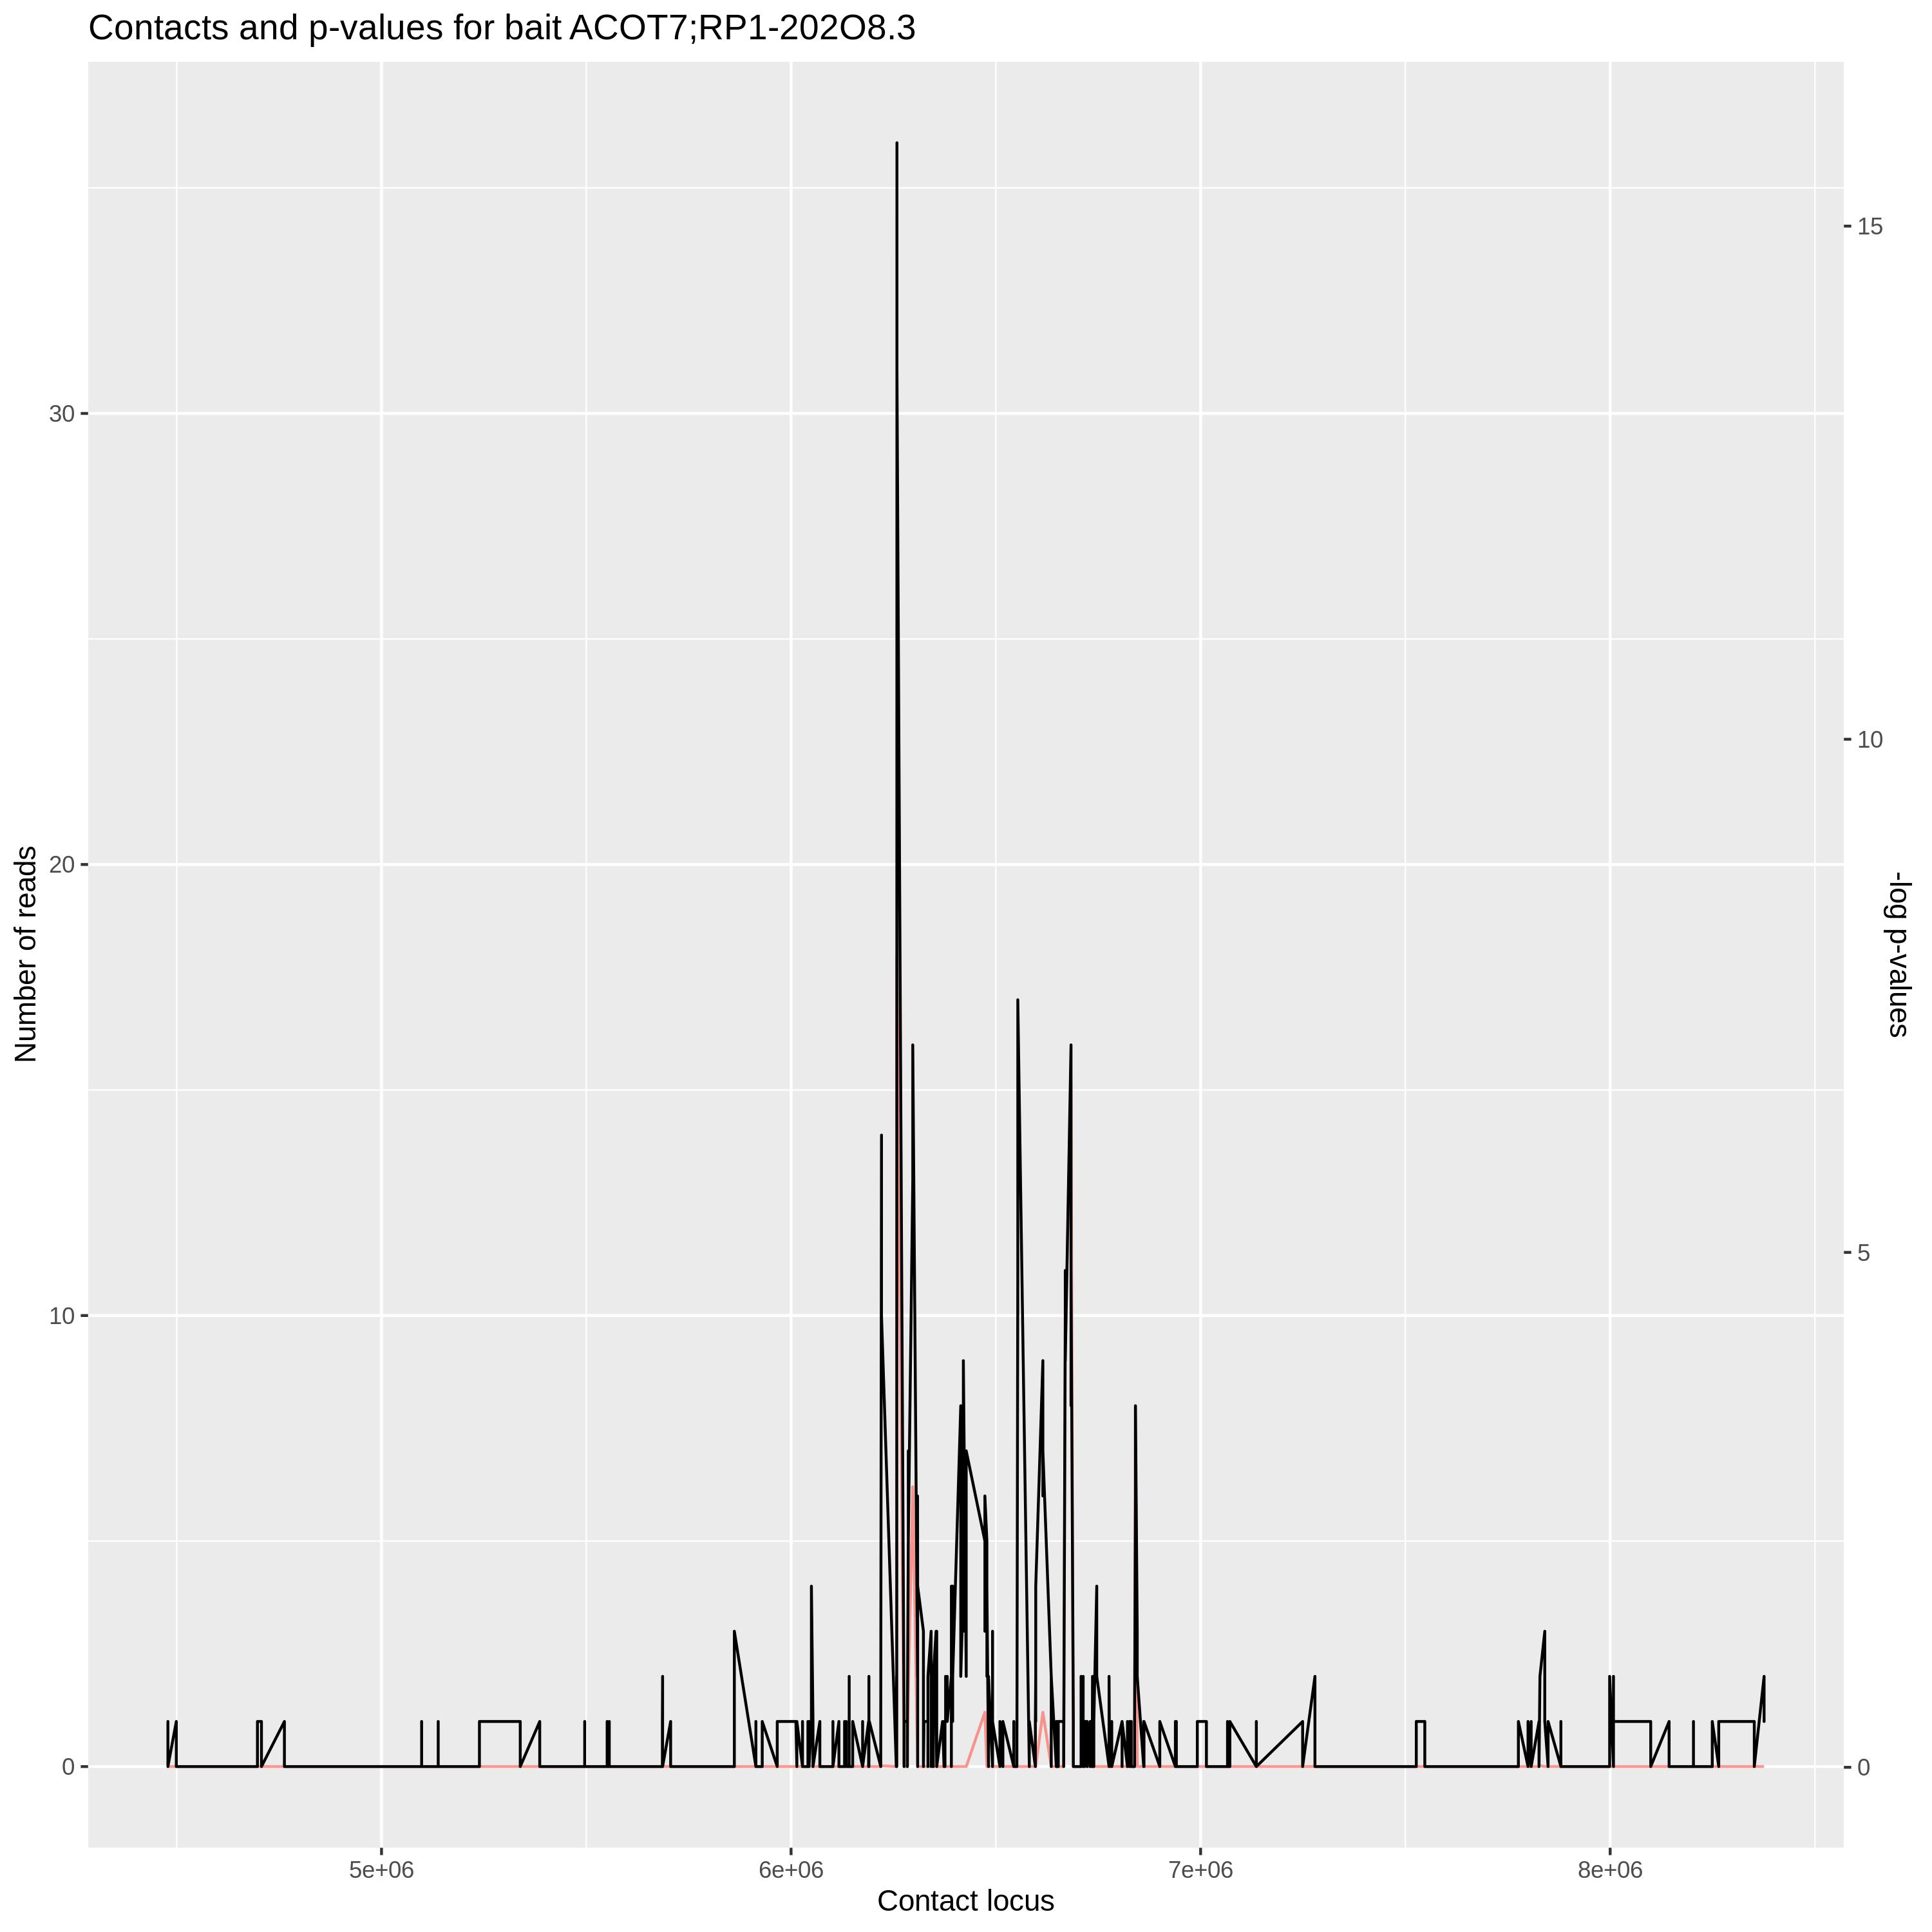 Contacts and p-values for bait ACOT7;RP1-202O8.3
Number of reads
30
20
10
0
15
10
5
0
-log p-values
5e+06
6e+06
7e+06
8e+06
Contact locus